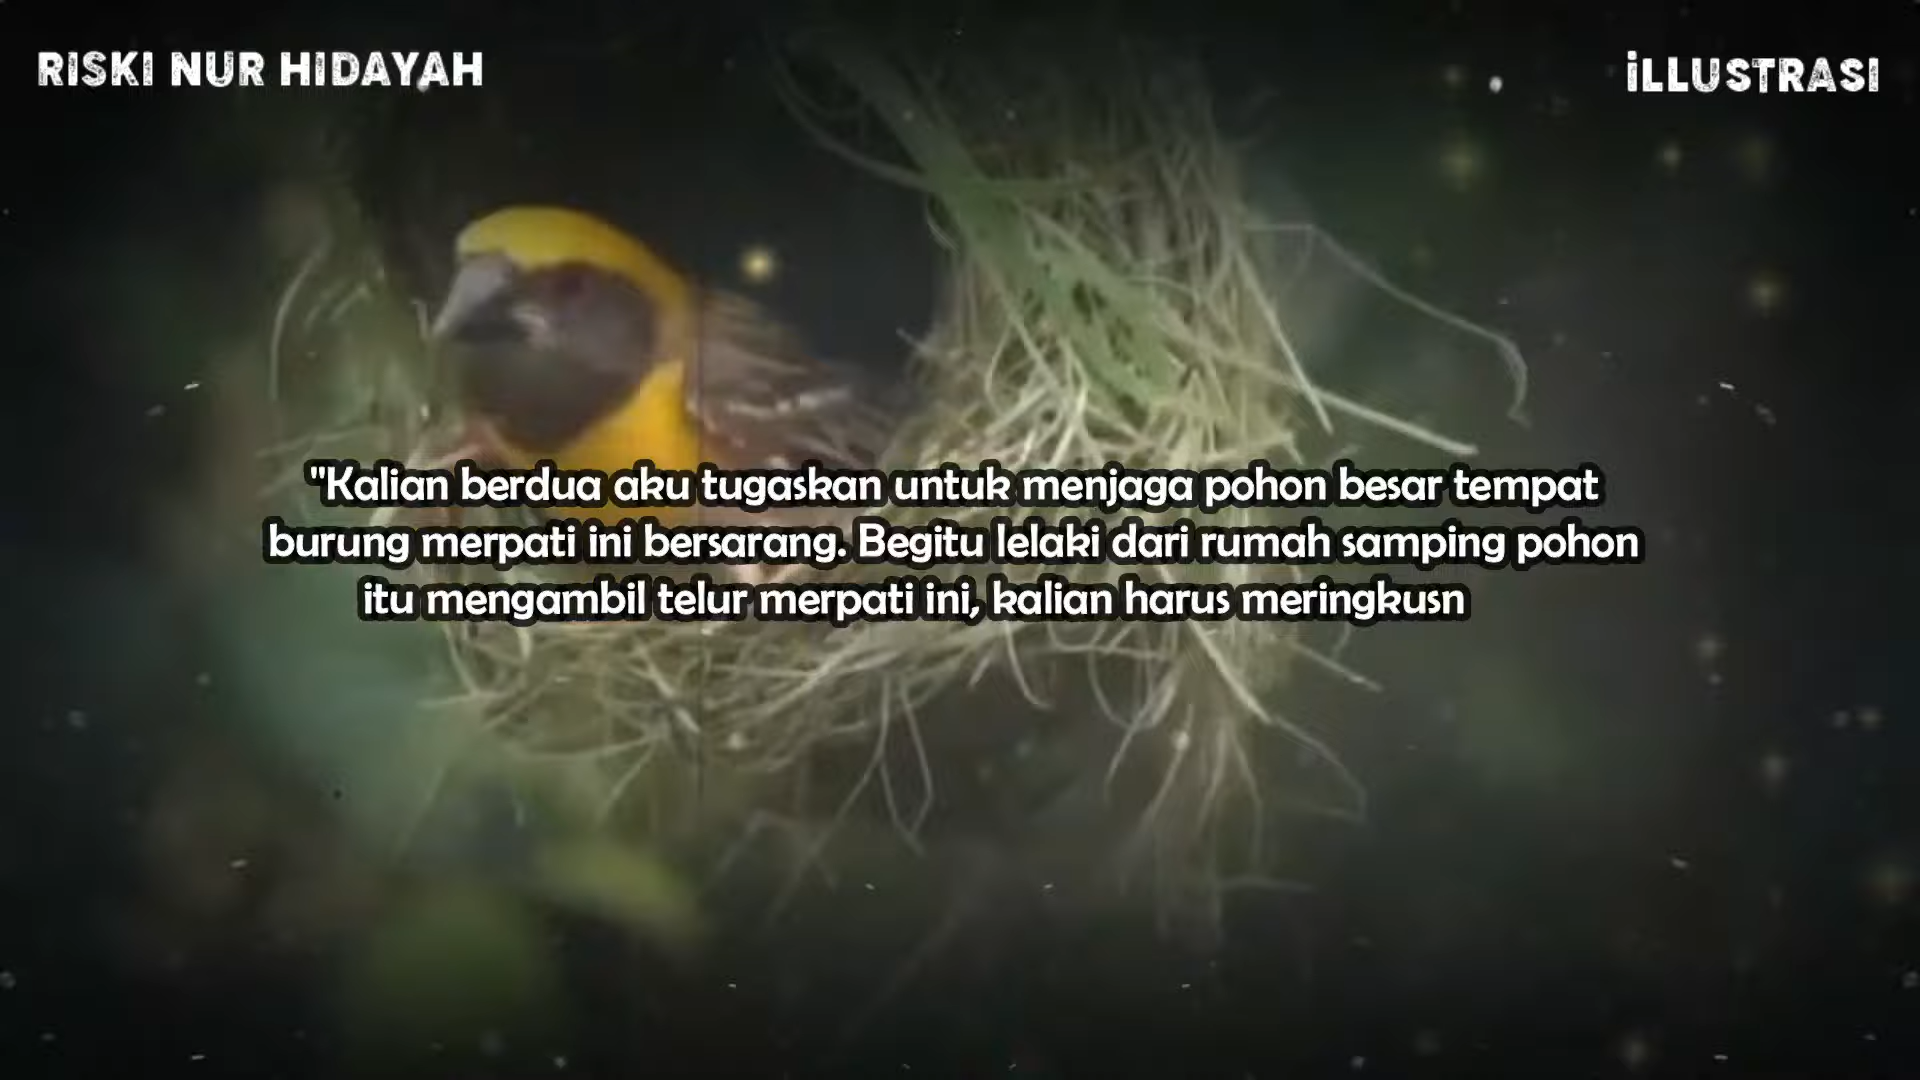 RISKI NUR HIDAYAH
iLLUSTRASI
"Kalian berdua aku tugaskan untuk menjaga pohon besar tempat
burung merpati ini bersarang. Begitu lelaki dari rumah samping pohon
itu mengambil telur merpati ini, kalian harus meringkusn